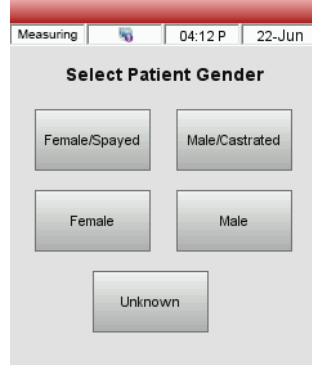 Measuring 04:12 P 22-Jun
Select Patient Gender
Female/Spayed Male/Castrated
Female Male
Unknown